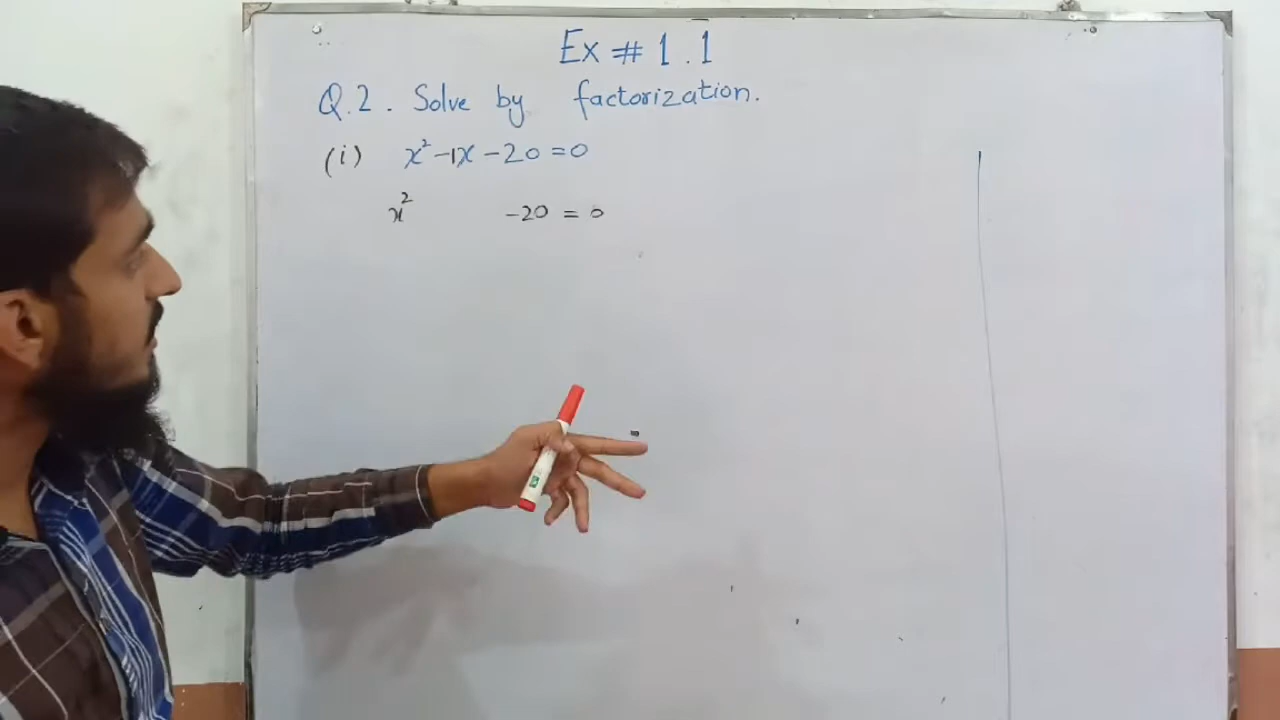 Ex # 1.1
Q.2. Solve by factorization.
(i) x² -1x - 20 = 0
x² -20 = 0